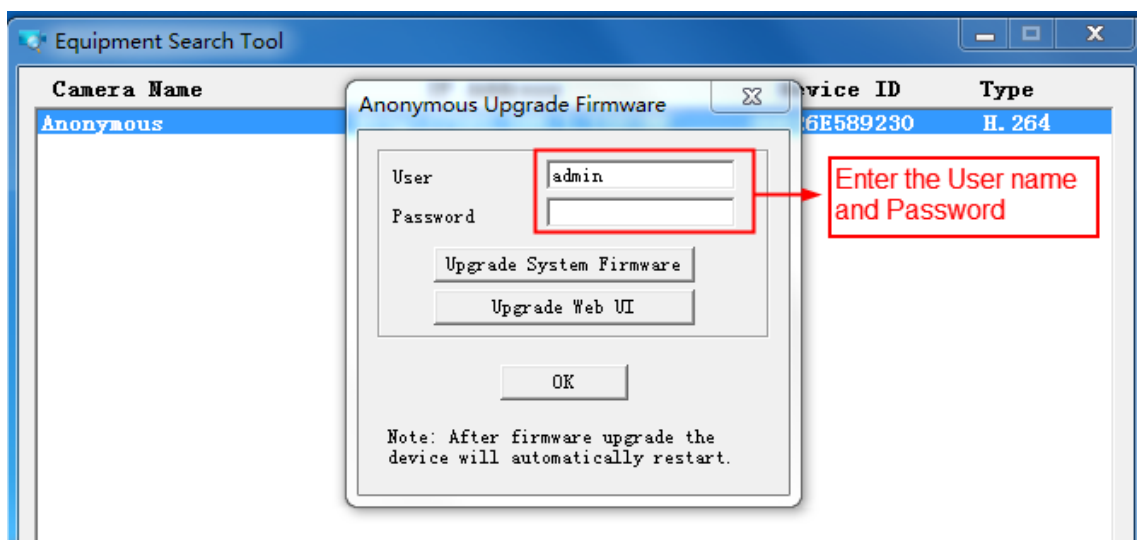 Equipment Search Tool
Camera Name Device ID Type
Anonymous 6E589230 H.264
Anonymous Upgrade Firmware
User admin
Password
Enter the User name
and Password
Upgrade System Firmware
Upgrade Web UI
OK
Note: After firmware upgrade the
device will automatically restart.